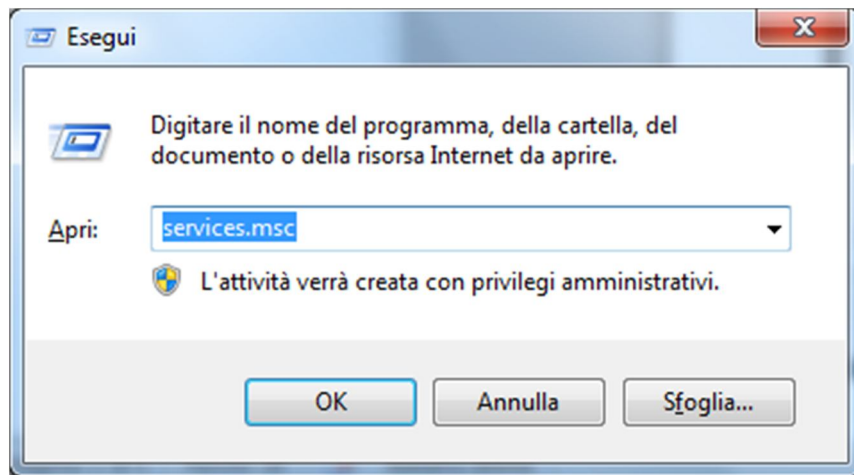 Esegui
Digitare il nome del programma, della cartella, del
documento o della risorsa Internet da aprire.
Apri:
services.msc
L'attività verrà creata con privilegi amministrativi.
OK
Annulla
Sfoglia...